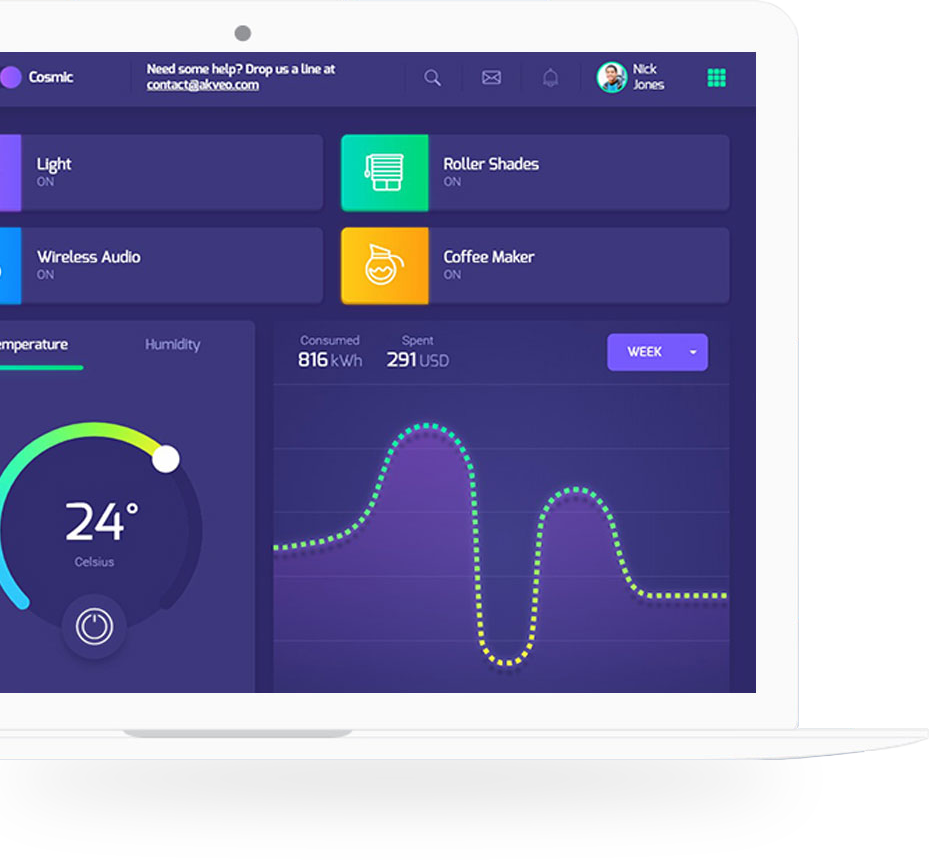 Cosmic
Need some help? Drop us a line at
contact@akveo.com
Nick
Jones
Light
ON
Roller Shades
ON
Wireless Audio
ON
Coffee Maker
ON
emperature
Humidity
Consumed
816 kWh
Spent
291 USD
WEEK
24°
Celsius